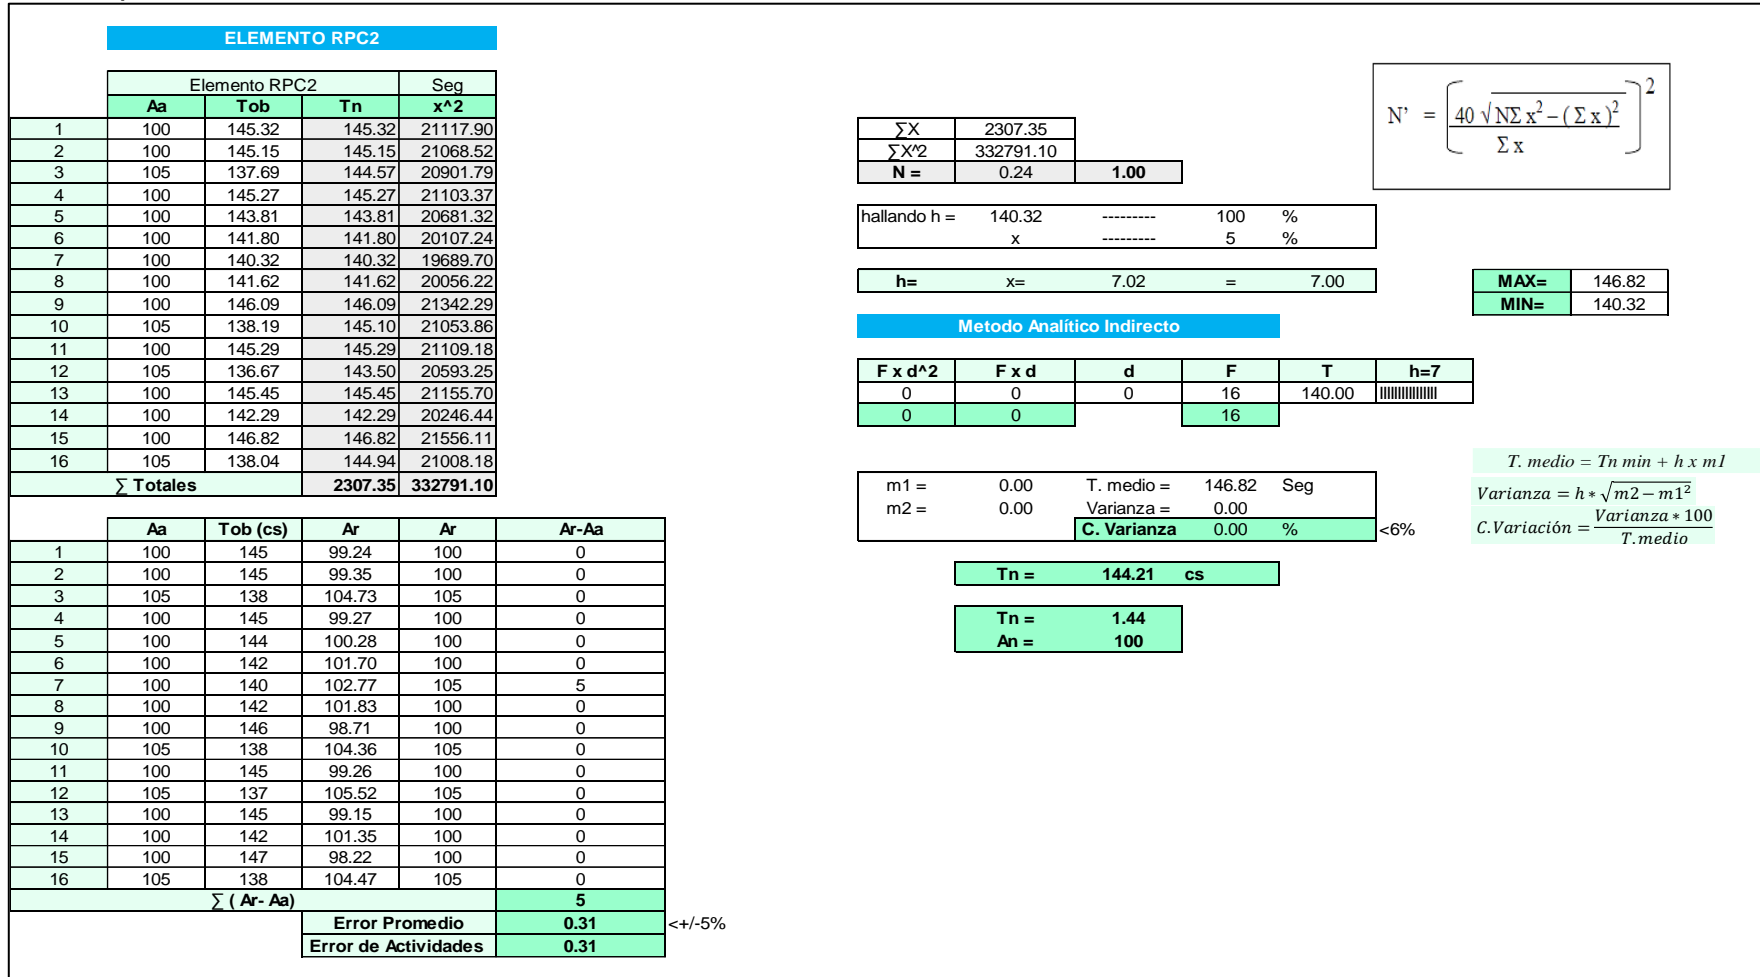 ELEMENTO RPC2
Elemento RPC2 Seg
Aa Tob Tn x^2
1 100 145.32 145.32 21117.90
2 100 145.15 145.15 21068.52
3 105 137.69 144.57 20901.79
4 100 145.27 145.27 21103.37
5 100 143.81 143.81 20681.32
6 100 141.80 141.80 20107.24
7 100 140.32 140.32 19689.70
8 100 141.62 141.62 20056.22
9 100 146.09 146.09 21342.29
10 105 138.19 145.10 21053.86
11 100 145.29 145.29 21109.18
12 105 136.67 143.50 20593.25
13 100 145.45 145.45 21155.70
14 100 142.29 142.29 20246.44
15 100 146.82 146.82 21556.11
16 105 138.04 144.94 21008.18
∑ Totales 2307.35 332791.10
Aa Tob (cs) Ar Ar Ar-Aa
1 100 145 99.24 100 0
2 100 145 99.35 100 0
3 105 138 104.73 105 0
4 100 145 99.27 100 0
5 100 144 100.28 100 0
6 100 142 101.70 100 0
7 100 140 102.77 105 5
8 100 142 101.83 100 0
9 100 146 98.71 100 0
10 105 138 104.36 105 0
11 100 145 99.26 100 0
12 105 137 105.52 105 0
13 100 145 99.15 100 0
14 100 142 101.35 100 0
15 100 147 98.22 100 0
16 105 138 104.47 105 0
∑ ( Ar- Aa) 5
Error Promedio 0.31 <+/-5%
Error de Actividades 0.31
∑X 2307.35
∑X^2 332791.10
N = 0.24 1.00
N' = [40 √NΣ x² – ( Σ x )² / Σ x]²
hallando h = 140.32 --------- 100 %
x --------- 5 %
h= x= 7.02 = 7.00
MAX= 146.82
MIN= 140.32
Metodo Analítico Indirecto
F x d^2 F x d d F T h=7
0 0 0 16 140.00 IIIIIIIIIIIIIIII
0 0 16
m1 = 0.00 T. medio = 146.82 Seg
m2 = 0.00 Varianza = 0.00
C. Varianza 0.00 % <6%
T. medio = Tn min + h x m1
Varianza = h * √m2 − m1²
C.Variación = Varianza * 100 / T.medio
Tn = 144.21 cs
Tn = 1.44
An = 100